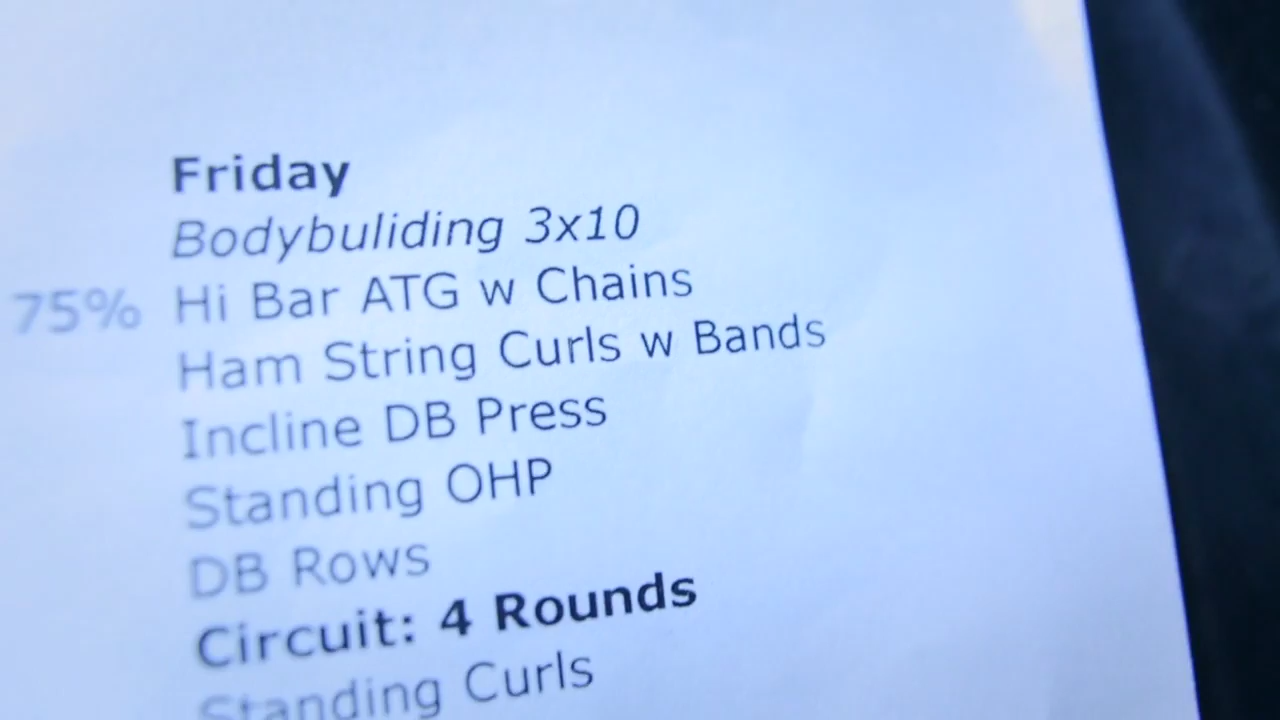 Friday
Bodybuliding 3x10
75% Hi Bar ATG w Chains
Ham String Curls w Bands
Incline DB Press
Standing OHP
DB Rows
Circuit: 4 Rounds
Standing Curls